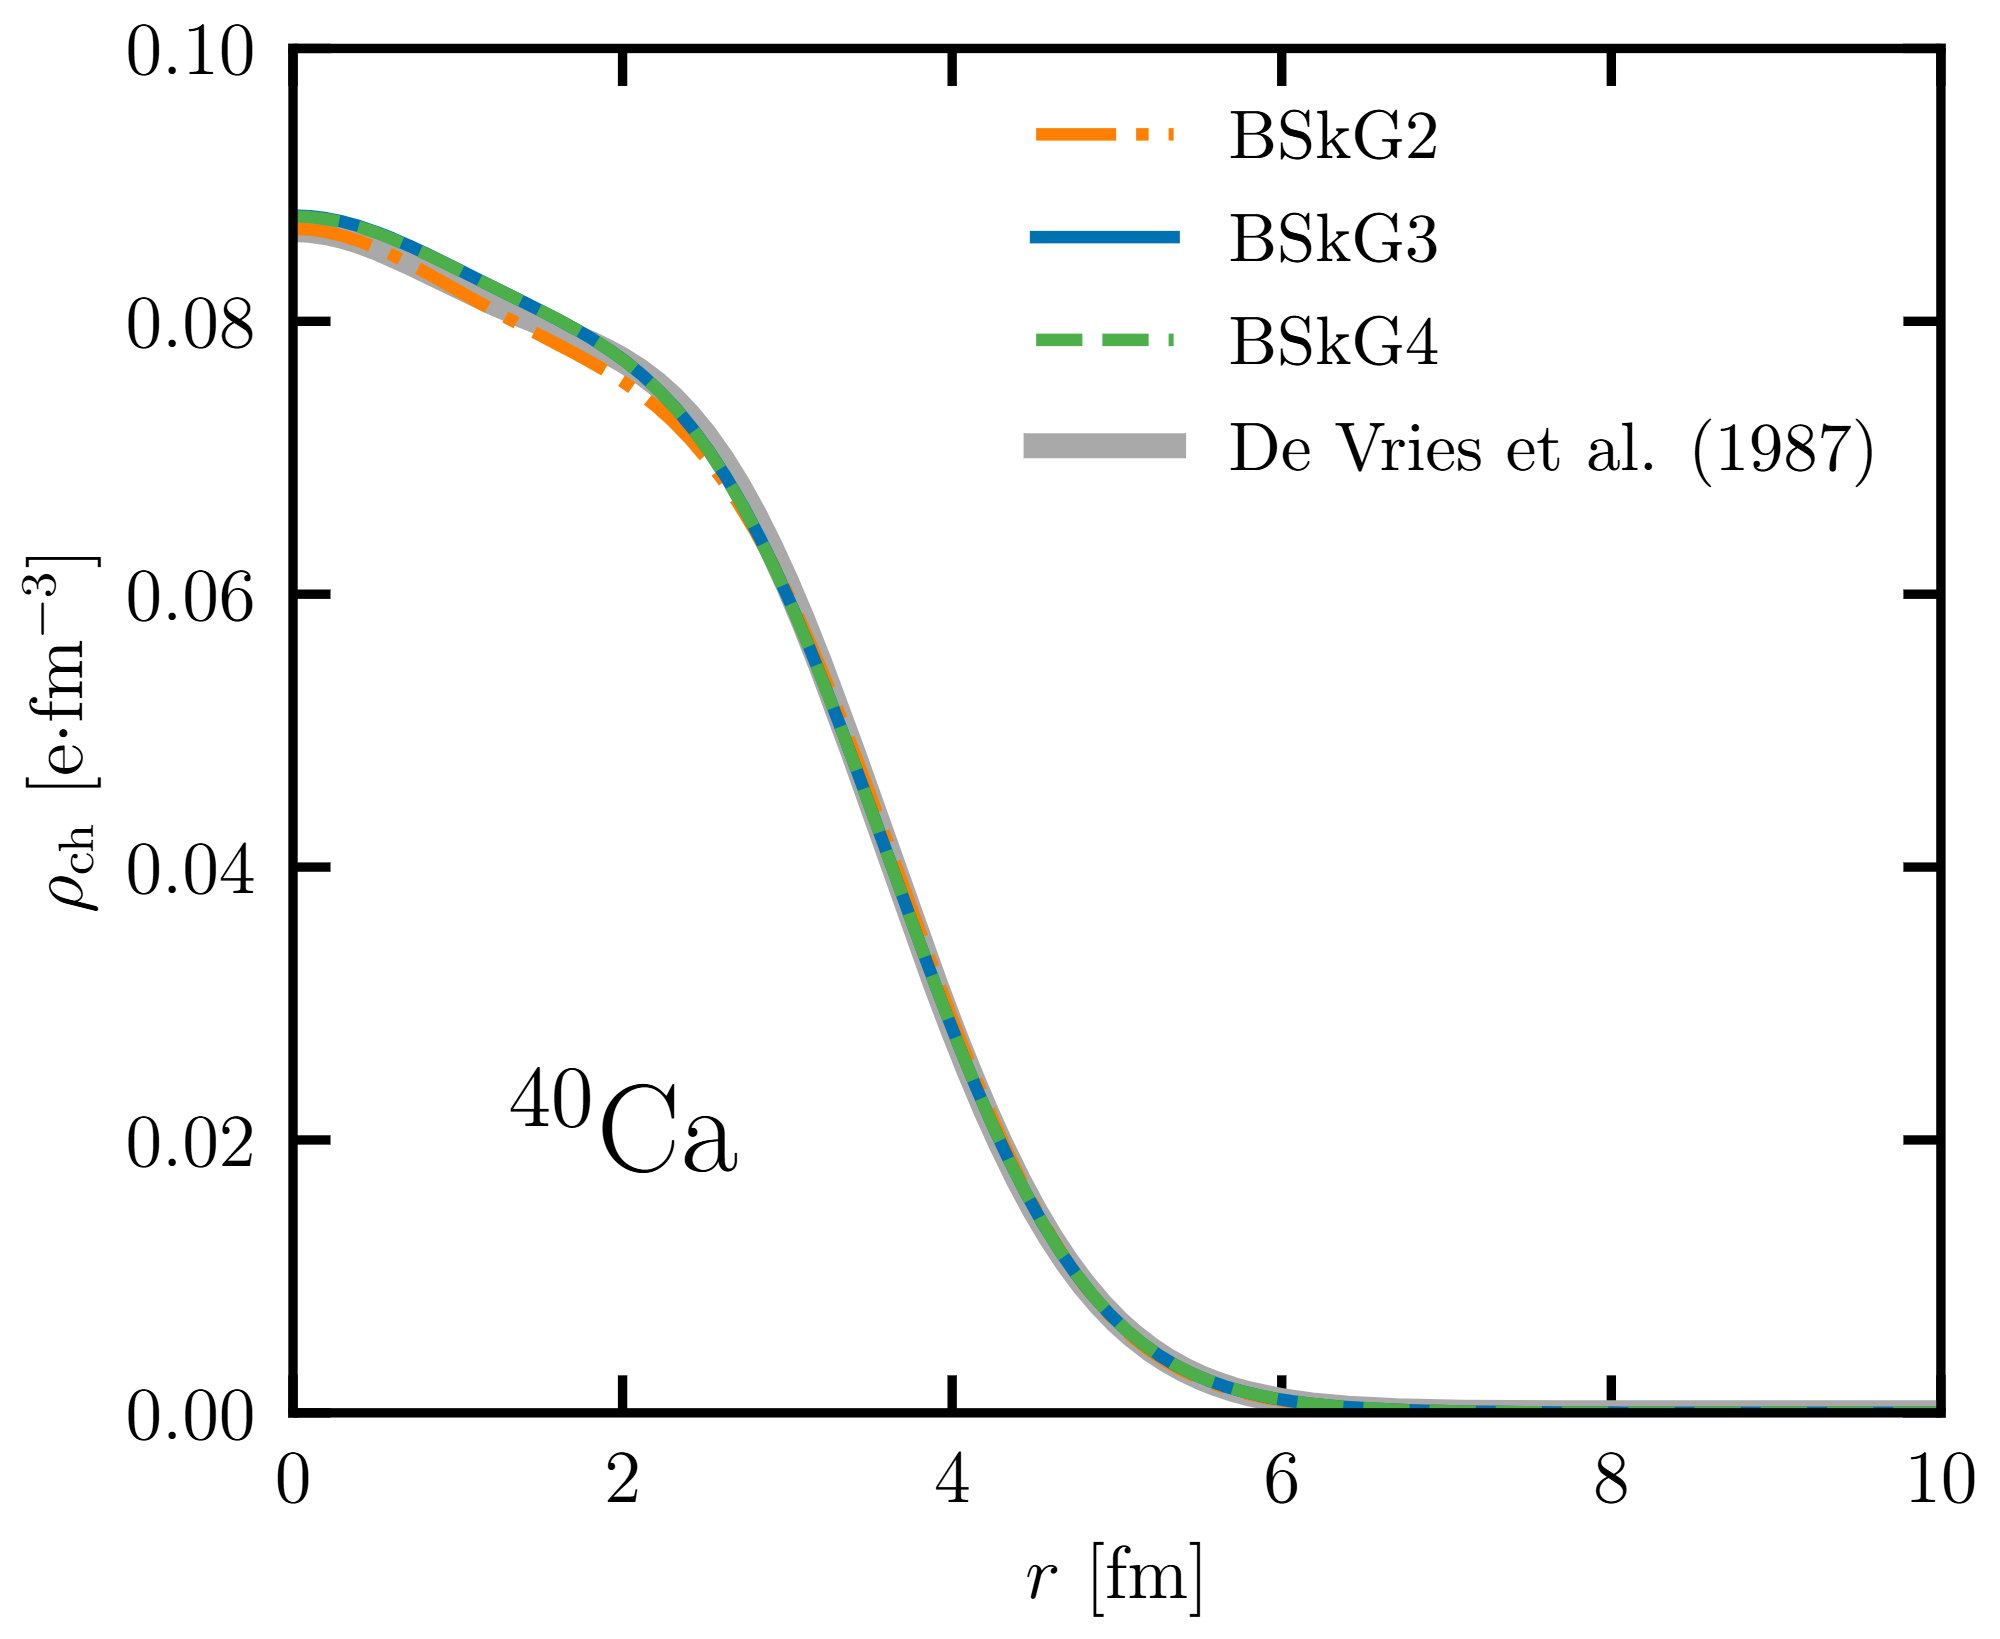 0.10
0.08
0.06
0.04
0.02
0.00
ρch [e·fm⁻³]
BSkG2
BSkG3
BSkG4
De Vries et al. (1987)
⁴⁰Ca
0 2 4 6 8 10
r [fm]